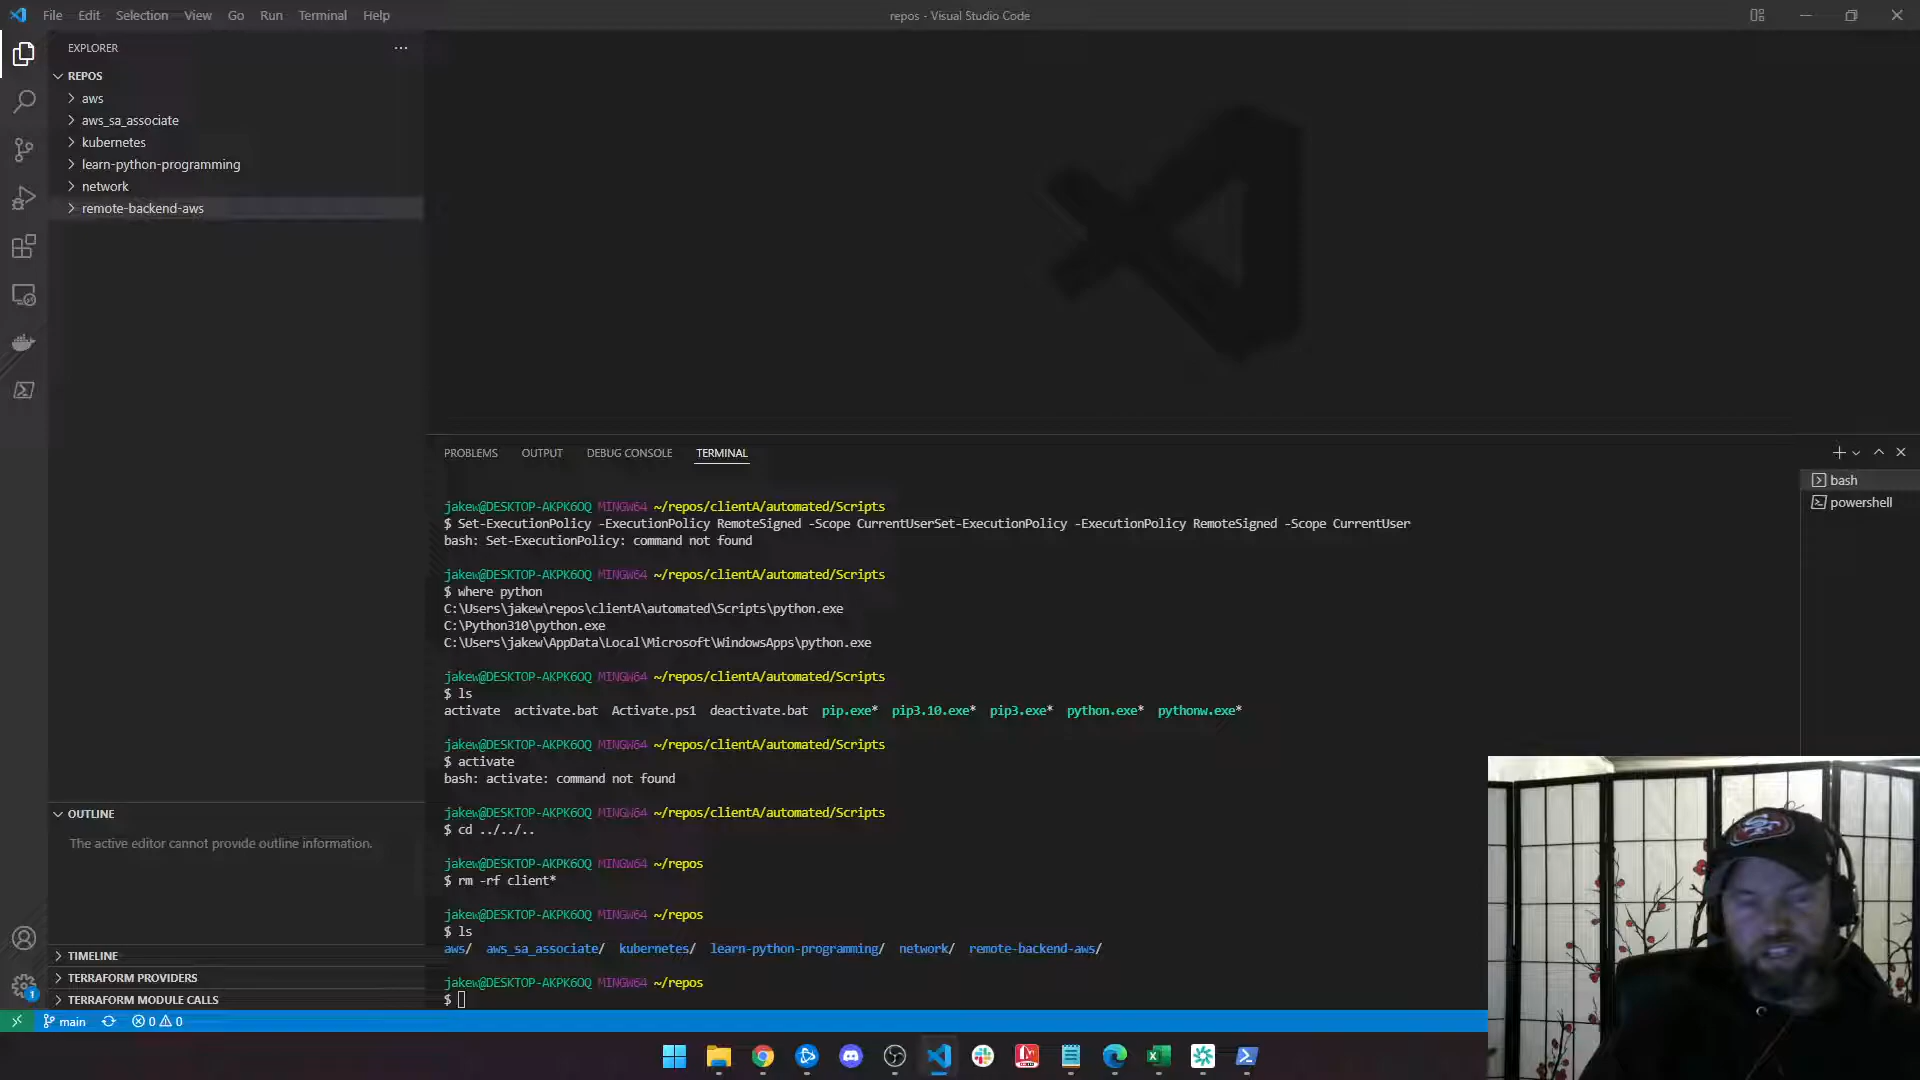 File Edit Selection View Go Run Terminal Help
repos - Visual Studio Code
EXPLORER
REPOS
aws
aws_sa_associate
kubernetes
learn-python-programming
network
remote-backend-aws
PROBLEMS OUTPUT DEBUG CONSOLE TERMINAL
bash
powershell
jakew@DESKTOP-AKPK6OQ MINGW64 ~/repos/clientA/automated/Scripts
$ Set-ExecutionPolicy -ExecutionPolicy RemoteSigned -Scope CurrentUserSet-ExecutionPolicy -ExecutionPolicy RemoteSigned -Scope CurrentUser
bash: Set-ExecutionPolicy: command not found
jakew@DESKTOP-AKPK6OQ MINGW64 ~/repos/clientA/automated/Scripts
$ where python
C:\Users\jakew\repos\clientA\automated\Scripts\python.exe
C:\Python310\python.exe
C:\Users\jakew\AppData\Local\Microsoft\WindowsApps\python.exe
jakew@DESKTOP-AKPK6OQ MINGW64 ~/repos/clientA/automated/Scripts
$ ls
activate activate.bat Activate.ps1 deactivate.bat pip.exe* pip3.10.exe* pip3.exe* python.exe* pythonw.exe*
jakew@DESKTOP-AKPK6OQ MINGW64 ~/repos/clientA/automated/Scripts
$ activate
bash: activate: command not found
jakew@DESKTOP-AKPK6OQ MINGW64 ~/repos/clientA/automated/Scripts
$ cd ../../..
jakew@DESKTOP-AKPK6OQ MINGW64 ~/repos
$ rm -rf client*
jakew@DESKTOP-AKPK6OQ MINGW64 ~/repos
$ ls
aws/ aws_sa_associate/ kubernetes/ learn-python-programming/ network/ remote-backend-aws/
jakew@DESKTOP-AKPK6OQ MINGW64 ~/repos
$
OUTLINE
The active editor cannot provide outline information.
TIMELINE
TERRAFORM PROVIDERS
TERRAFORM MODULE CALLS
1
main 0 0